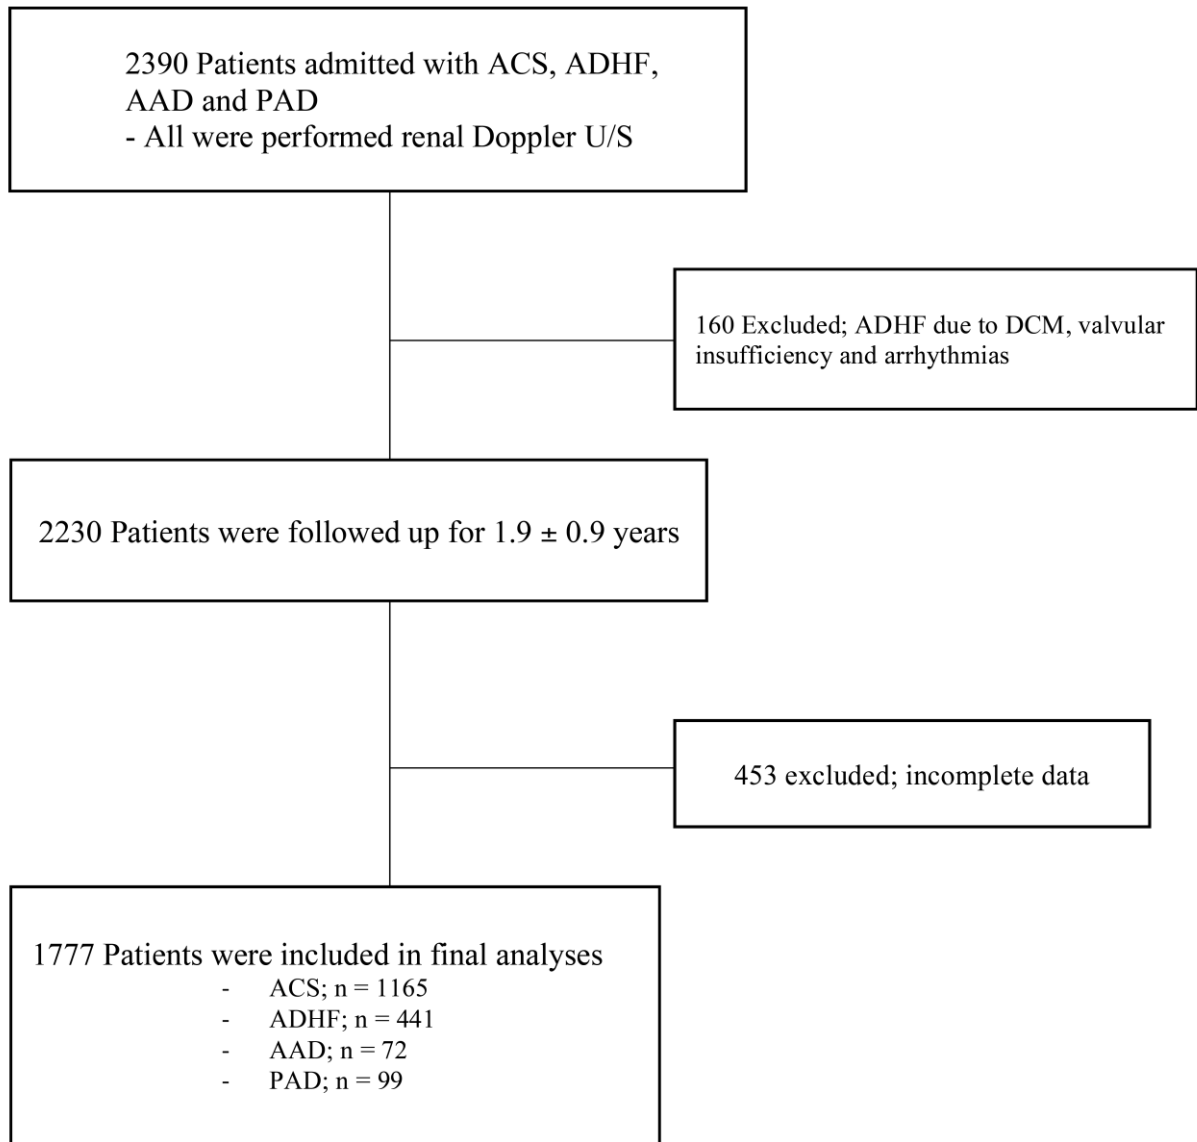 2390 Patients admitted with ACS, ADHF,
AAD and PAD
- All were performed renal Doppler U/S
160 Excluded; ADHF due to DCM, valvular
insufficiency and arrhythmias
2230 Patients were followed up for 1.9 ± 0.9 years
453 excluded; incomplete data
1777 Patients were included in final analyses
- ACS; n = 1165
- ADHF; n = 441
- AAD; n = 72
- PAD; n = 99